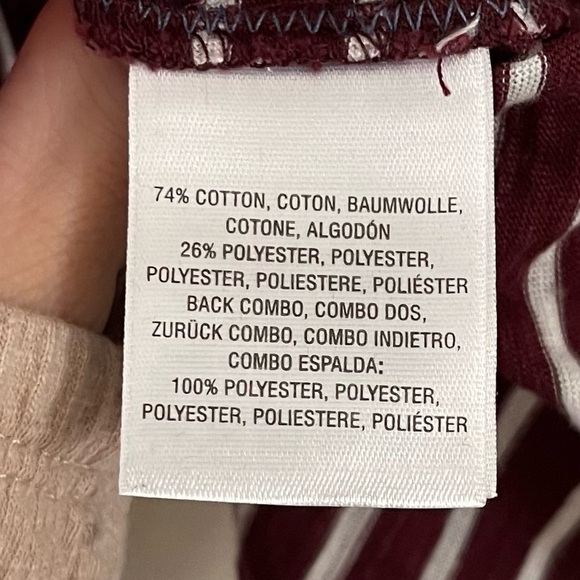 74% COTTON, COTON, BAUMWOLLE,
COTONE, ALGODÓN
26% POLYESTER, POLYESTER,
POLYESTER, POLIESTERE, POLIÉSTER
BACK COMBO, COMBO DOS,
ZURÜCK COMBO, COMBO INDIETRO,
COMBO ESPALDA:
100% POLYESTER, POLYESTER,
POLYESTER, POLIESTERE, POLIÉSTER